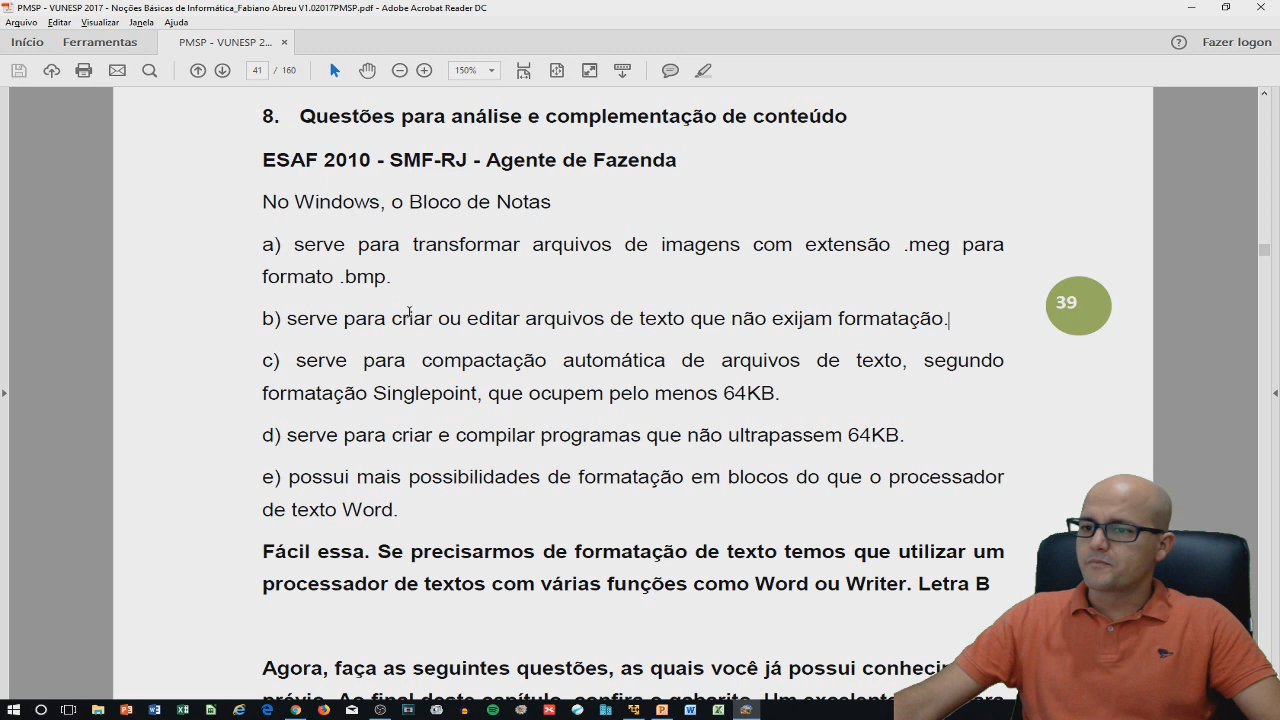 PMSP - VUNESP 2017 - Noções Básicas de Informática_Fabiano Abreu V1.02017PMSP.pdf - Adobe Acrobat Reader DC
Arquivo Editar Visualizar Janela Ajuda
Início Ferramentas PMSP - VUNESP 2... × Fazer logon
41 / 160 150%
8. Questões para análise e complementação de conteúdo
ESAF 2010 - SMF-RJ - Agente de Fazenda
No Windows, o Bloco de Notas
a) serve para transformar arquivos de imagens com extensão .meg para
formato .bmp.
39
b) serve para criar ou editar arquivos de texto que não exijam formatação.
c) serve para compactação automática de arquivos de texto, segundo
formatação Singlepoint, que ocupem pelo menos 64KB.
d) serve para criar e compilar programas que não ultrapassem 64KB.
e) possui mais possibilidades de formatação em blocos do que o processador
de texto Word.
Fácil essa. Se precisarmos de formatação de texto temos que utilizar um
processador de textos com várias funções como Word ou Writer. Letra B
Agora, faça as seguintes questões, as quais você já possui